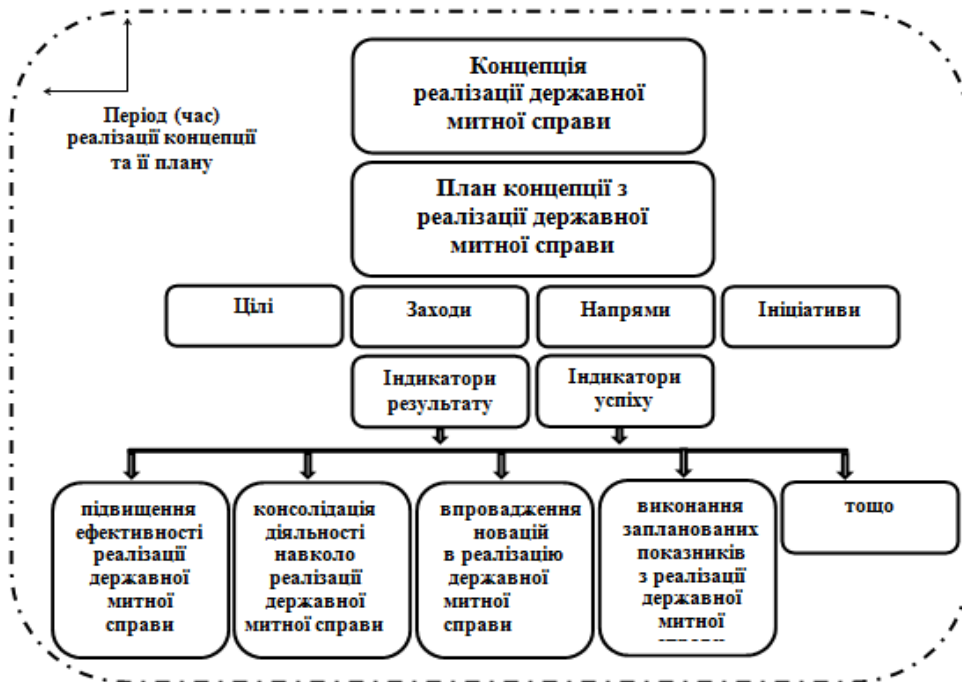 Концепція
реалізації державної
митної справи
Період (час)
реалізації концепції
та її плану
План концепції з
реалізації державної
митної справи
Цілі
Заходи
Напрями
Ініціативи
Індикатори
результату
Індикатори
успіху
підвищення
ефективності
реалізації
державної
митної
справи
консолідація
діяльності
навколо
реалізації
державної
митної справи
впровадження
новацій
в реалізацію
державної
митної
справи
виконання
запланованих
показників
з реалізації
державної
митної
тощо